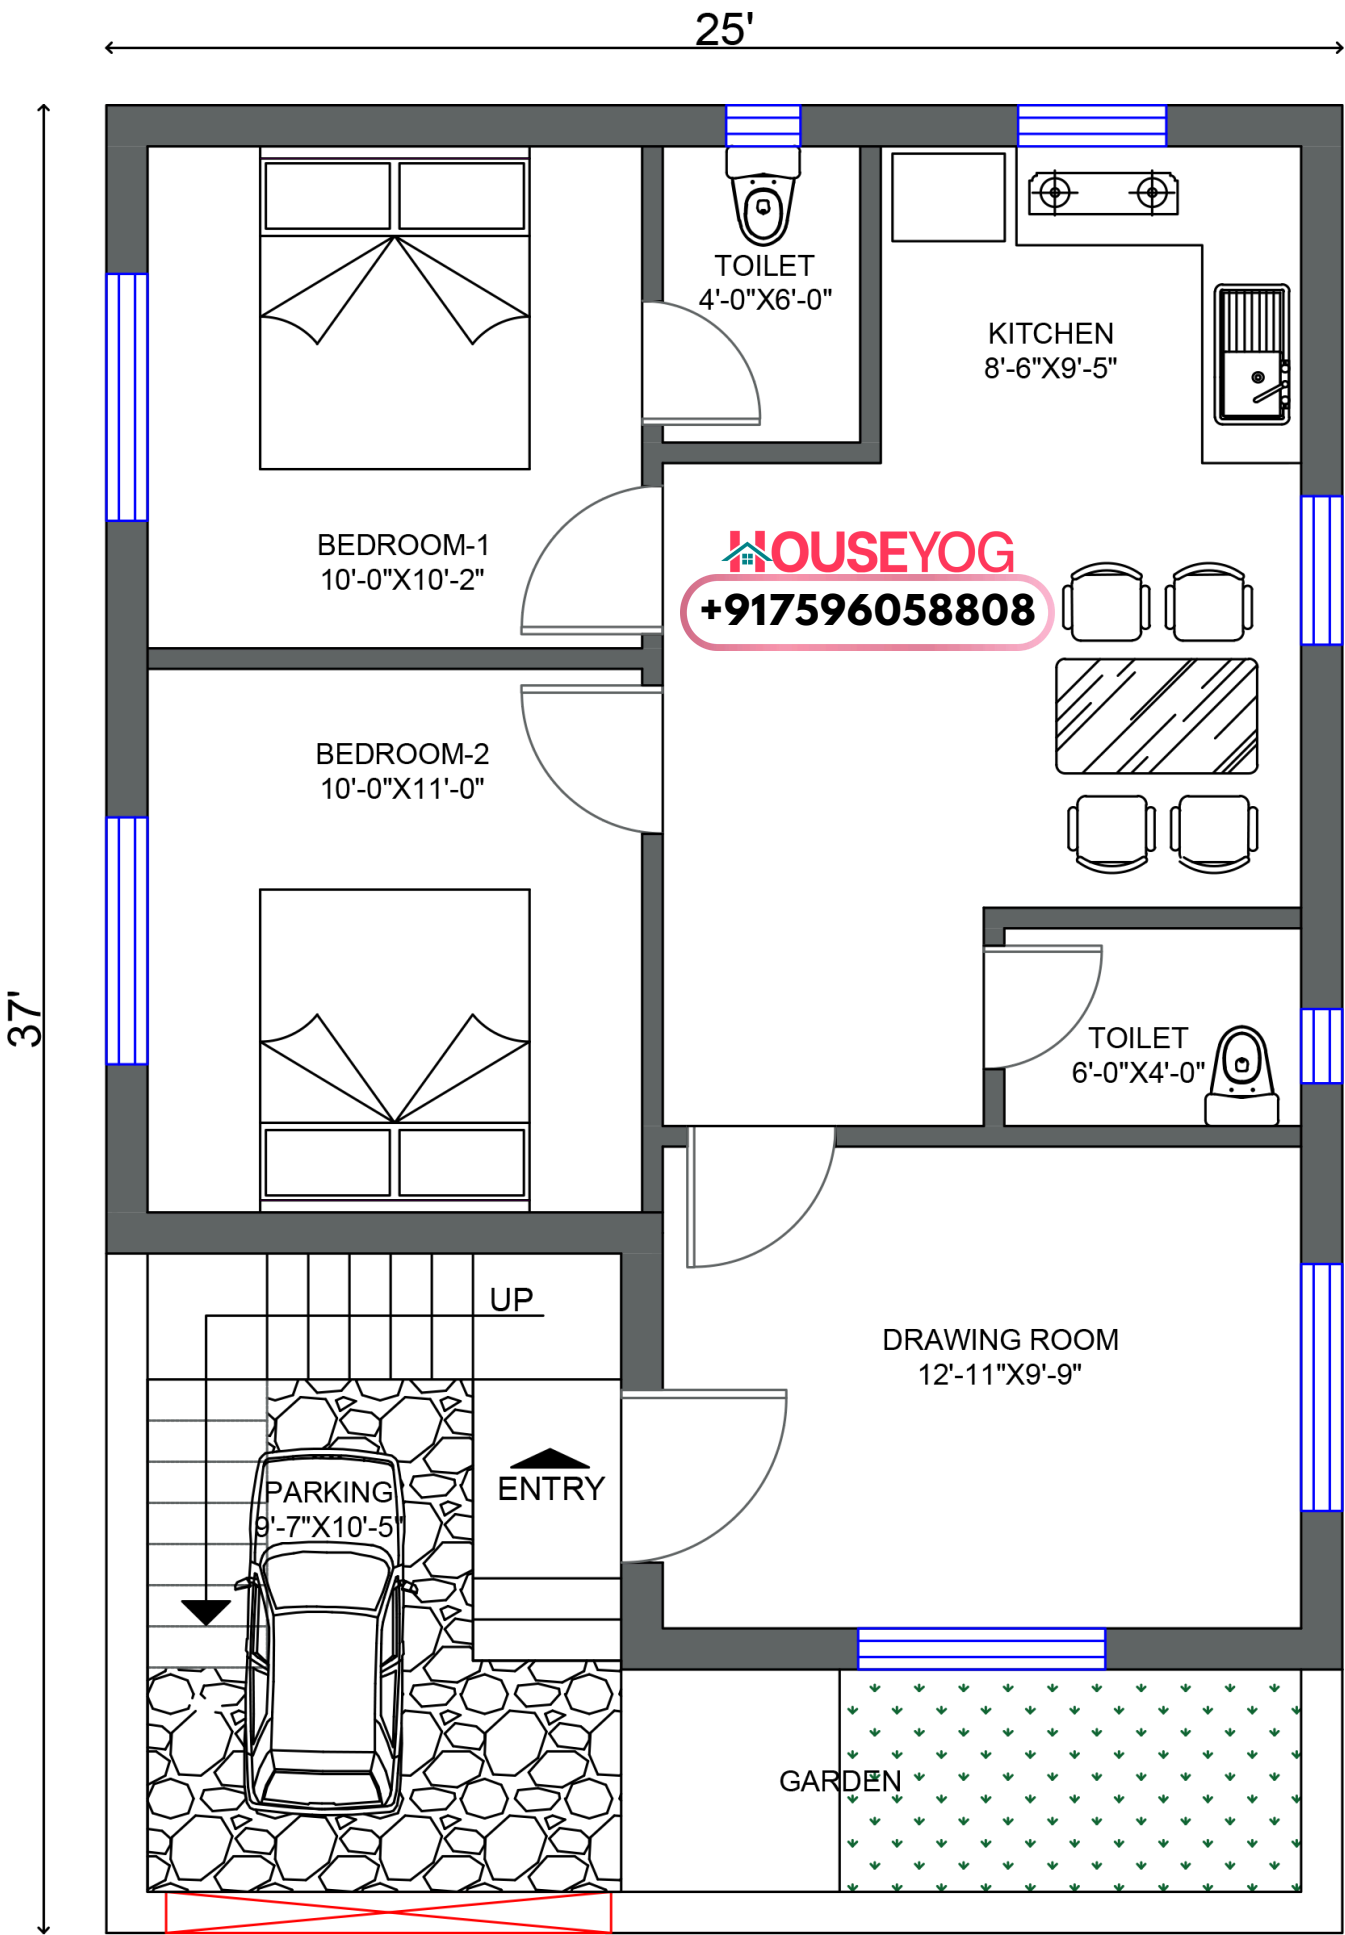 25'
37'
TOILET
4'-0"X6'-0"
KITCHEN
8'-6"X9'-5"
BEDROOM-1
10'-0"X10'-2"
HOUSEYOG
+917596058808
BEDROOM-2
10'-0"X11'-0"
TOILET
6'-0"X4'-0"
UP
DRAWING ROOM
12'-11"X9'-9"
ENTRY
PARKING
9'-7"X10'-5"
GARDEN